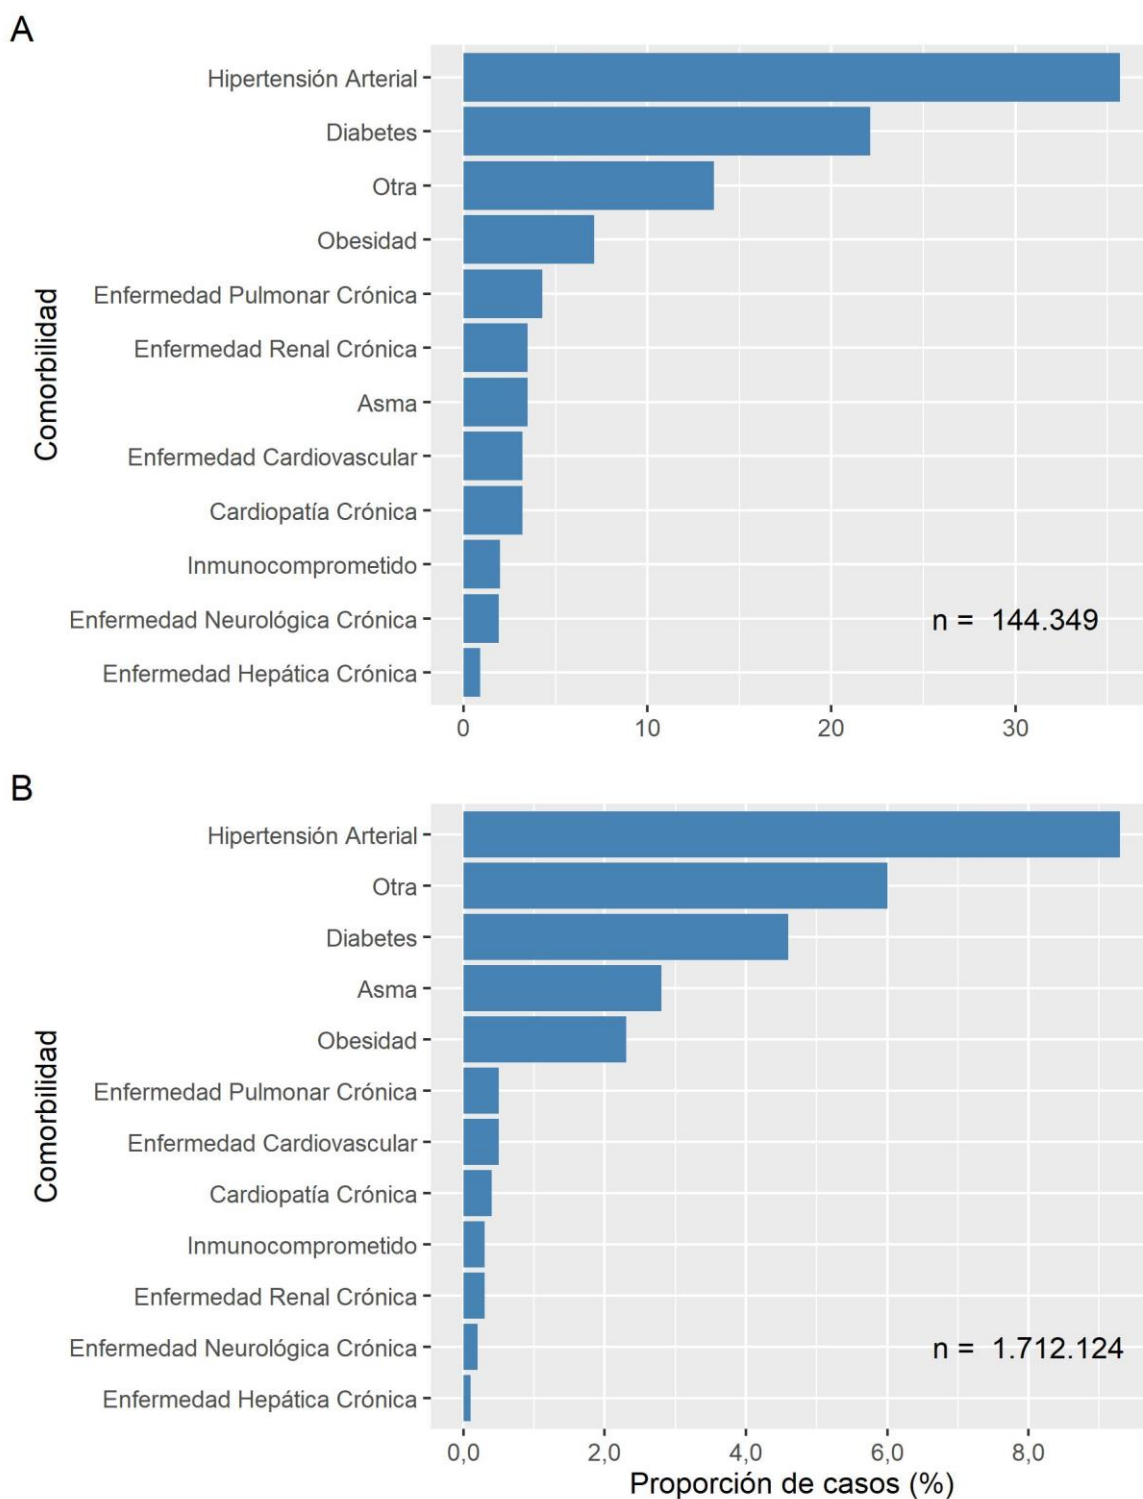 A
Comorbilidad
Hipertensión Arterial
Diabetes
Otra
Obesidad
Enfermedad Pulmonar Crónica
Enfermedad Renal Crónica
Asma
Enfermedad Cardiovascular
Cardiopatía Crónica
Inmunocomprometido
Enfermedad Neurológica Crónica
Enfermedad Hepática Crónica
n = 144.349
0 10 20 30
B
Comorbilidad
Hipertensión Arterial
Otra
Diabetes
Asma
Obesidad
Enfermedad Pulmonar Crónica
Enfermedad Cardiovascular
Cardiopatía Crónica
Inmunocomprometido
Enfermedad Renal Crónica
Enfermedad Neurológica Crónica
Enfermedad Hepática Crónica
n = 1.712.124
0,0 2,0 4,0 6,0 8,0
Proporción de casos (%)